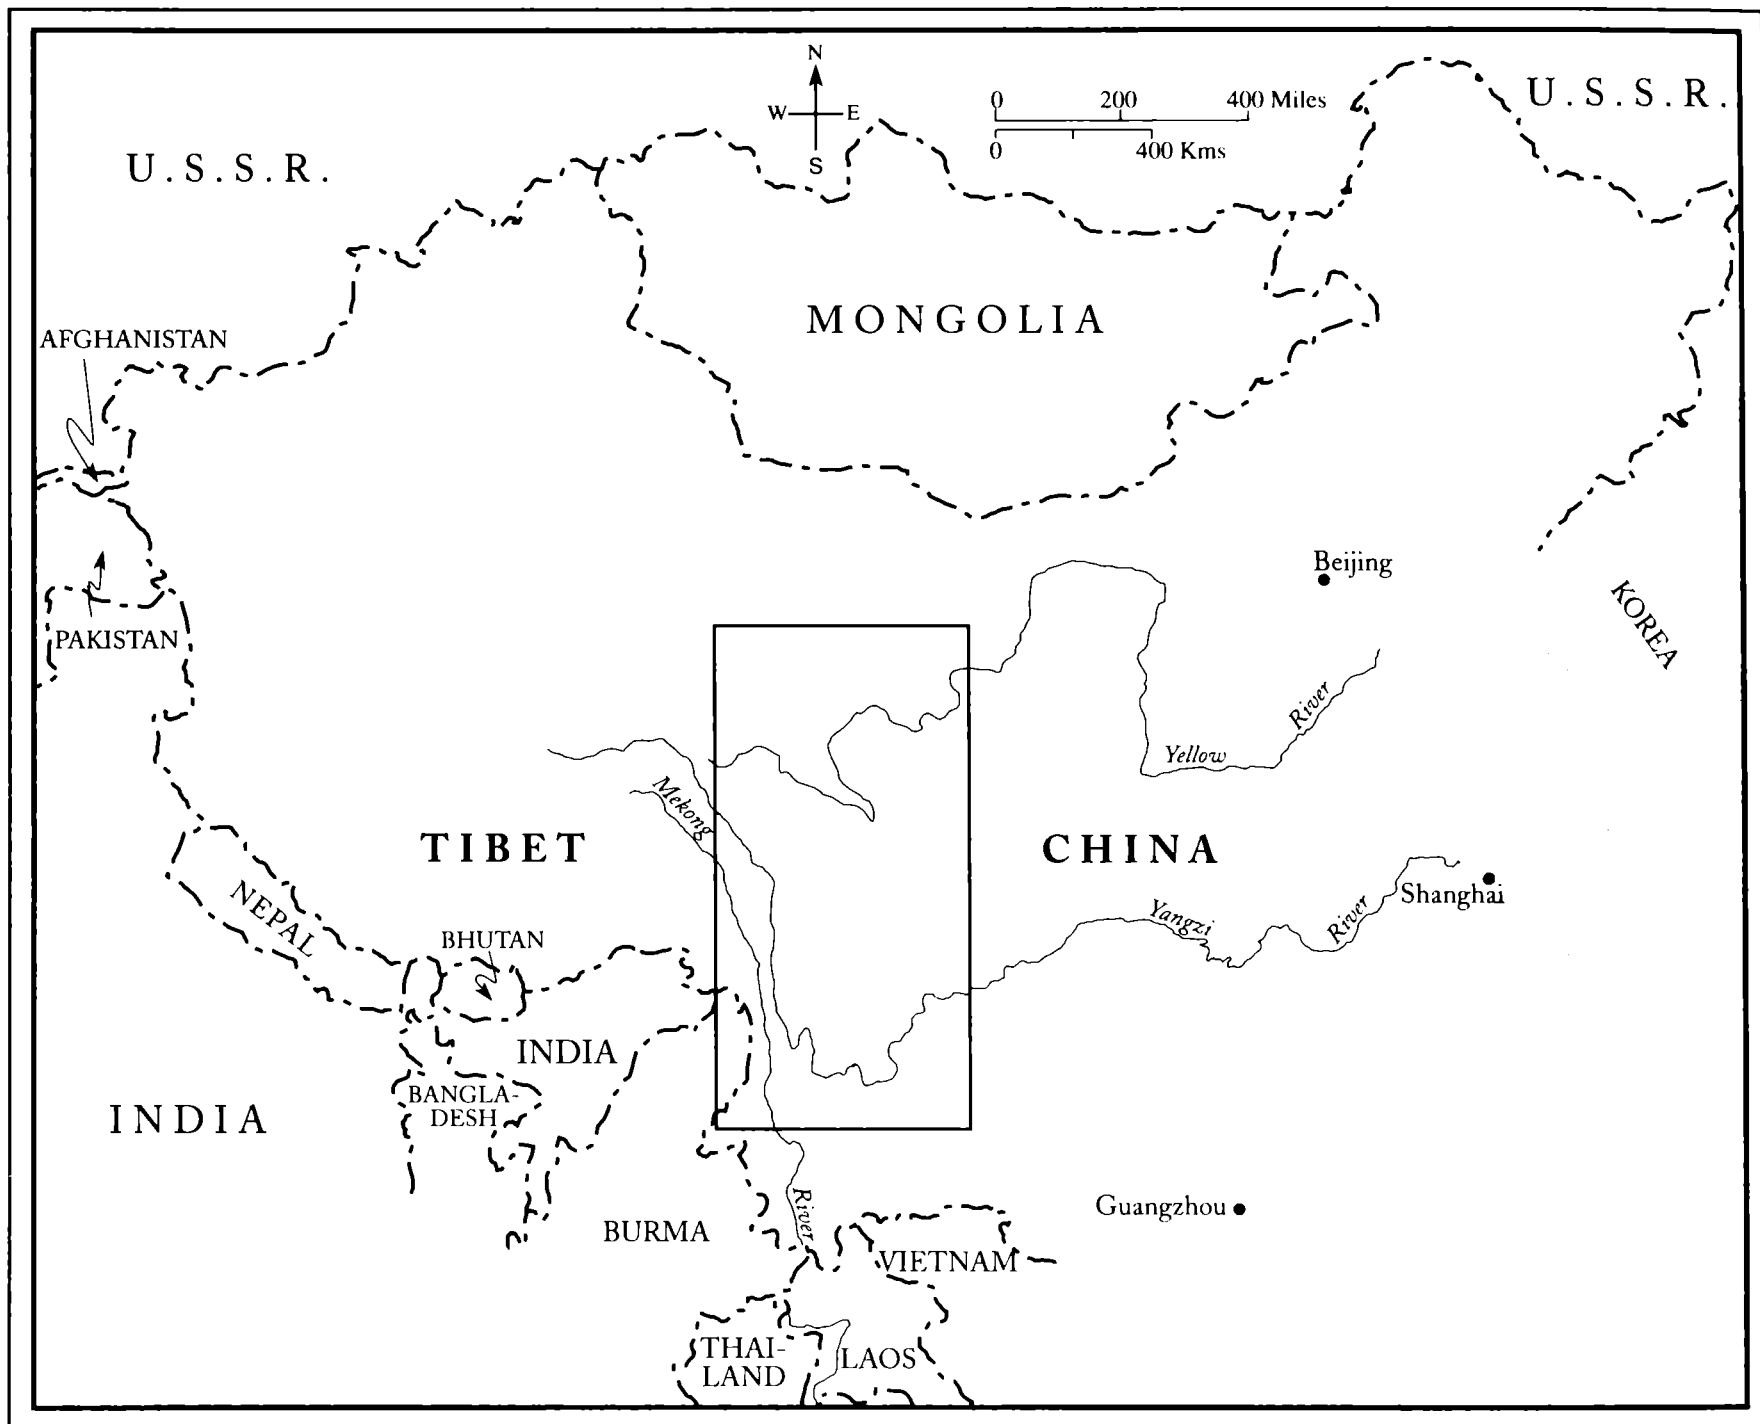 N
W E
S
0 200 400 Miles
0 400 Kms
U.S.S.R.
U.S.S.R.
MONGOLIA
AFGHANISTAN
PAKISTAN
Beijing
KOREA
Yellow River
Mekong
TIBET
CHINA
Yangzi River
Shanghai
NEPAL
BHUTAN
INDIA
BANGLA-
DESH
INDIA
River
Guangzhou
BURMA
VIETNAM
THAI-
LAND
LAOS